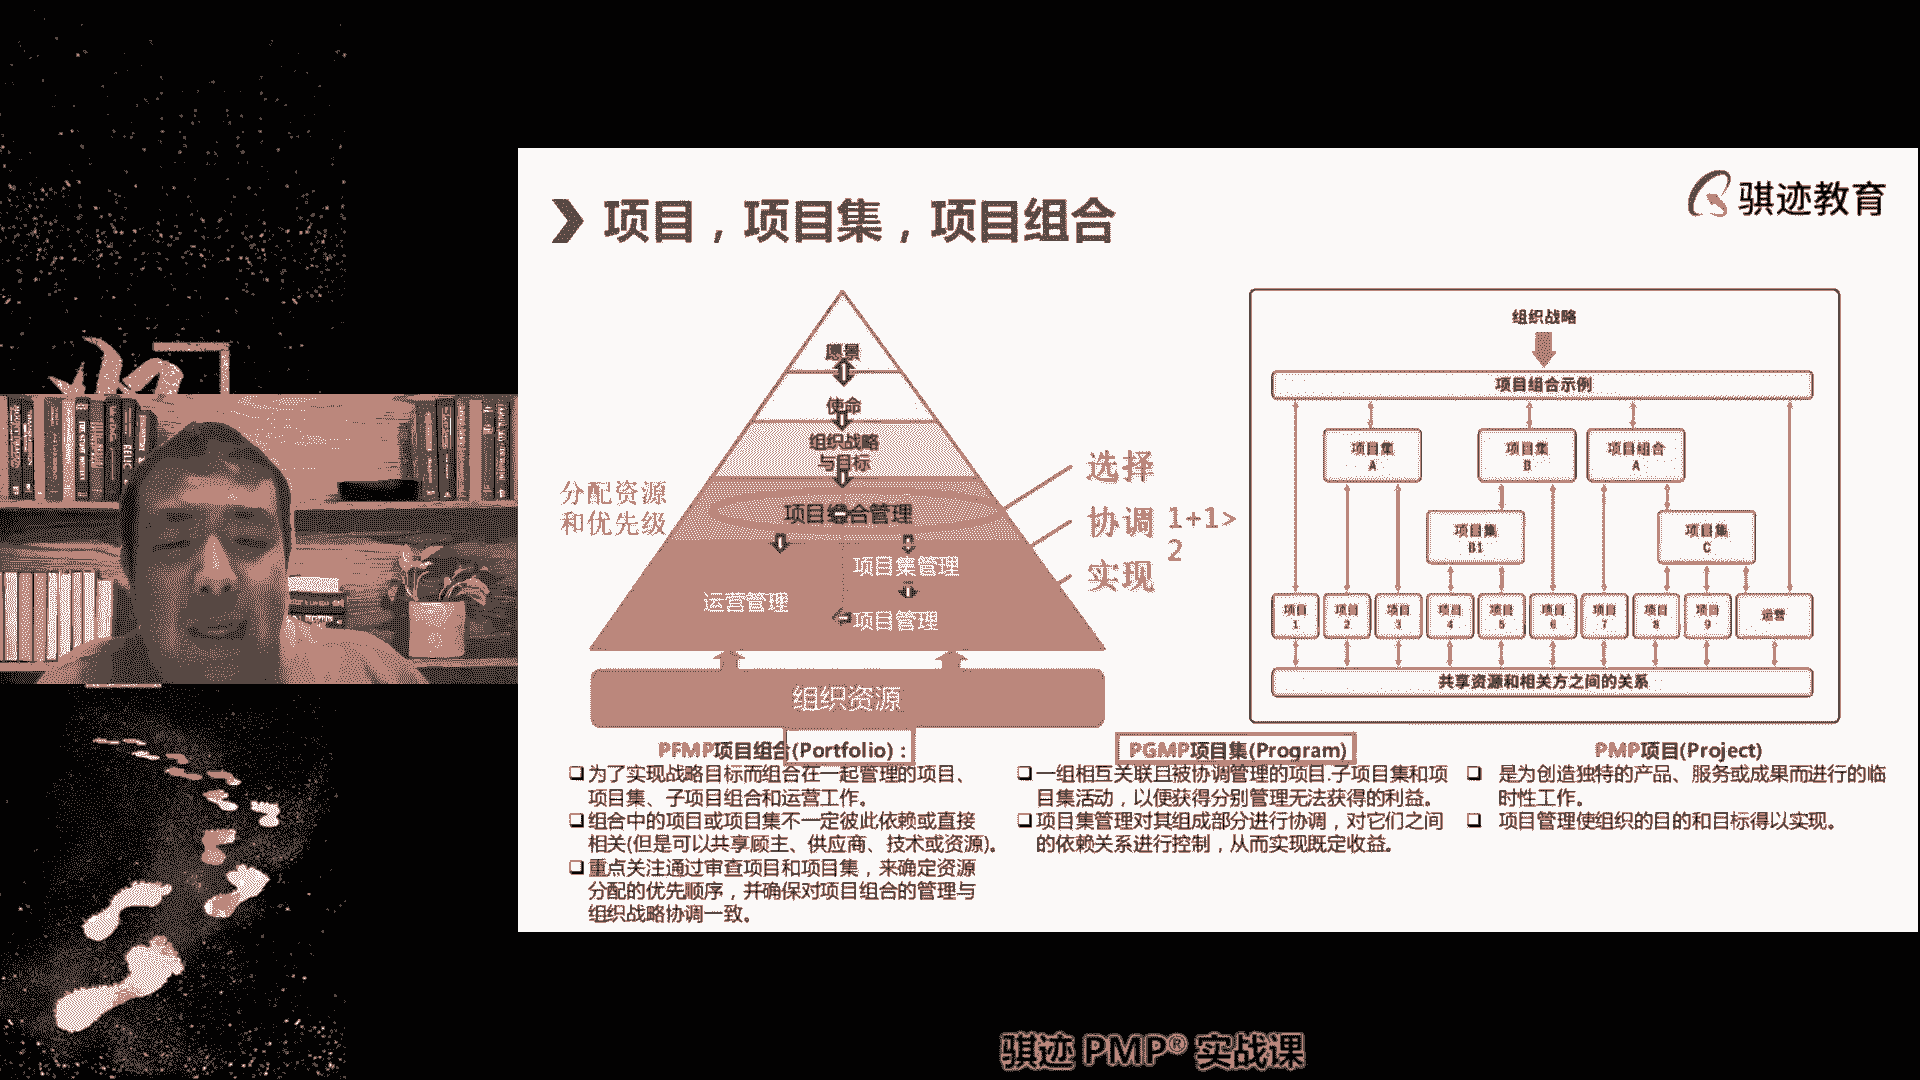 项目，项目集，项目组合
骐迹教育
愿景
使命
组织战略
与目标
项目组合管理
项目集管理
运营管理
项目管理
组织资源
分配资源
和优先级
选择
协调 1+1>
2
实现
组织战略
项目组合示例
项目集
A
项目集
B
项目组合
A
项目集
B1
项目集
C
项目
1
项目
2
项目
3
项目
4
项目
5
项目
6
项目
7
项目
8
项目
9
运营
共享资源和相关方之间的关系
PFMP项目组合(Portfolio)：
为了实现战略目标而组合在一起管理的项目、
项目集、子项目组合和运营工作。
组合中的项目或项目集不一定彼此依赖或直接
相关(但是可以共享顾主、供应商、技术或资源)。
重点关注通过审查项目和项目集，来确定资源
分配的优先顺序，并确保对项目组合的管理与
组织战略协调一致。
PGMP项目集(Program)
一组相互关联且被协调管理的项目.子项目集和项
目集活动，以便获得分别管理无法获得的利益。
项目集管理对其组成部分进行协调，对它们之间
的依赖关系进行控制，从而实现既定收益。
PMP项目(Project)
是为创造独特的产品、服务或成果而进行的临
时性工作。
项目管理使组织的目的和目标得以实现。
骐迹 PMP® 实战课